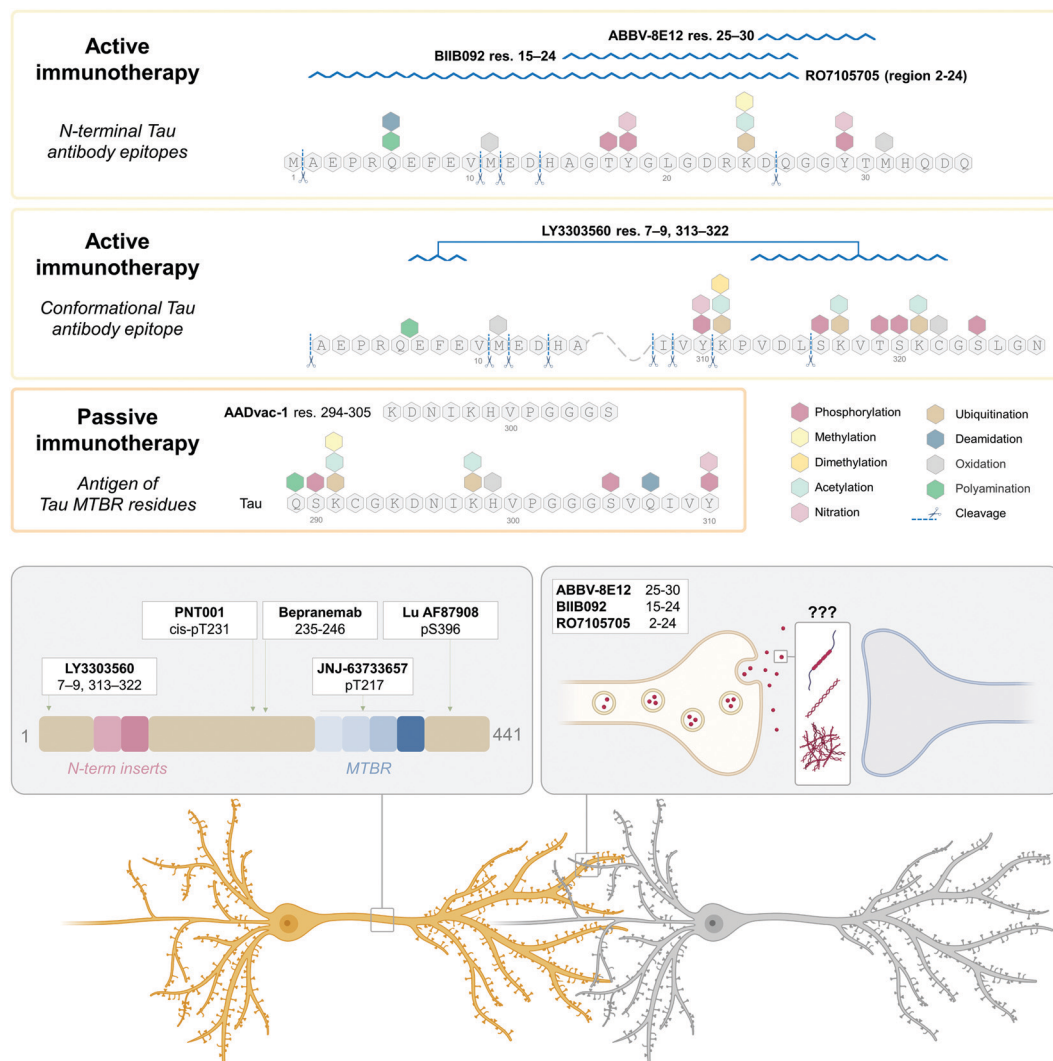 Active
immunotherapy
N-terminal Tau
antibody epitopes
ABBV-8E12 res. 25–30
BIIB092 res. 15–24
RO7105705 (region 2-24)
M A E P R Q E F E V M E D H A G T Y G L G D R K D Q G G Y T M H Q D Q
1 10 20 30
Active
immunotherapy
Conformational Tau
antibody epitope
LY3303560 res. 7–9, 313–322
A E P R Q E F E V M E D H A I V Y K P V D L S K V T S K C G S L G N
10 310 320
Passive
immunotherapy
Antigen of
Tau MTBR residues
AADvac-1 res. 294-305 K D N I K H V P G G G S
300
Tau Q S K C G K D N I K H V P G G G S V Q I V Y
290 300 310
Phosphorylation
Methylation
Dimethylation
Acetylation
Nitration
Ubiquitination
Deamidation
Oxidation
Polyamination
Cleavage
PNT001
cis-pT231
Bepranemab
235-246
Lu AF87908
pS396
LY3303560
7–9, 313–322
JNJ-63733657
pT217
1 441
N-term inserts MTBR
ABBV-8E12 25-30
BIIB092 15-24
RO7105705 2-24
???